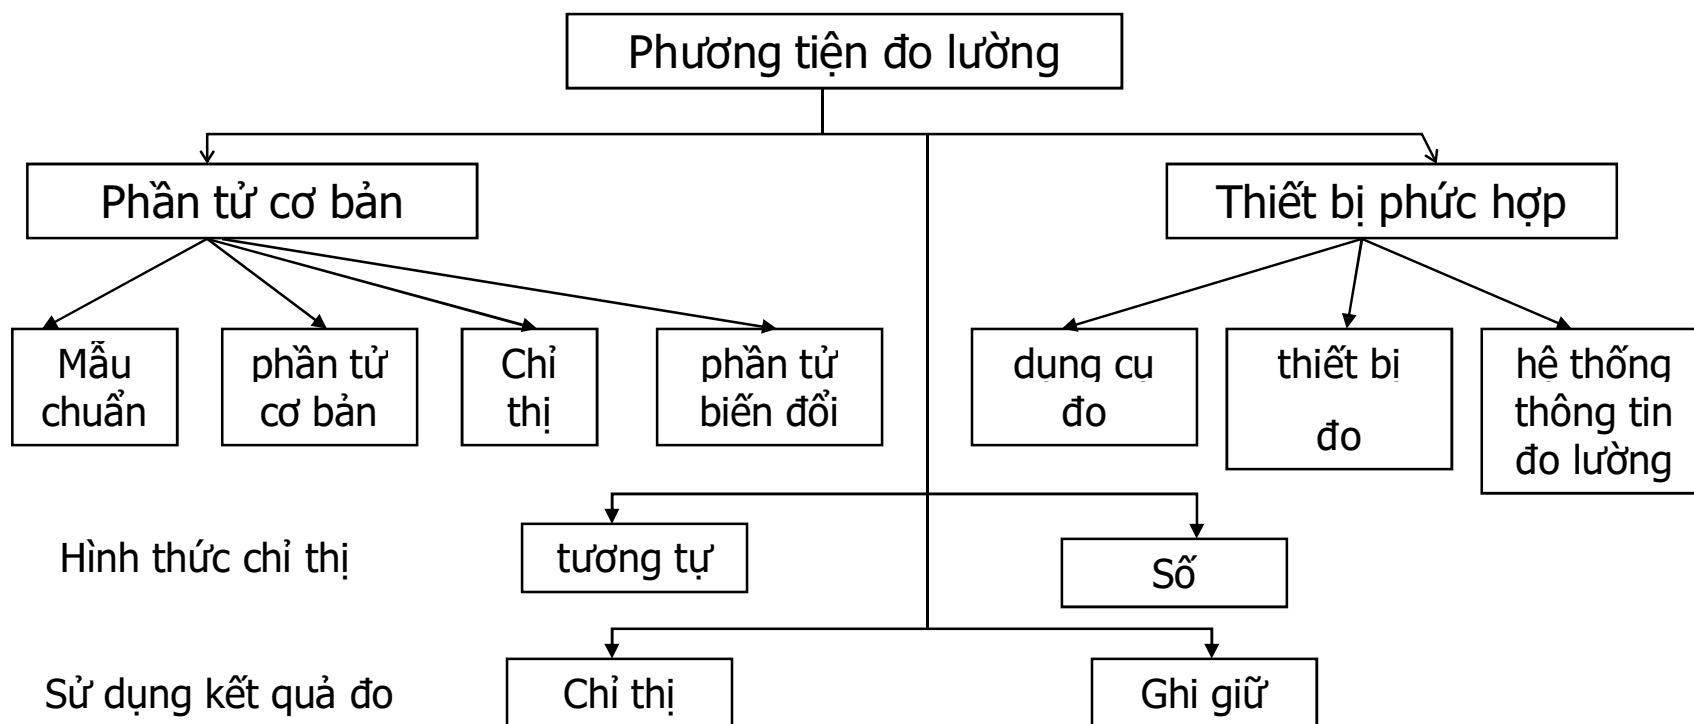 Phương tiện đo lường
Phần tử cơ bản
Thiết bị phức hợp
Mẫu
chuẩn
phần tử
cơ bản
Chỉ
thị
phần tử
biến đổi
dụng cụ
đo
thiết bị
đo
hệ thống
thông tin
đo lường
Hình thức chỉ thị
tương tự
Số
Sử dụng kết quả đo
Chỉ thị
Ghi giữ